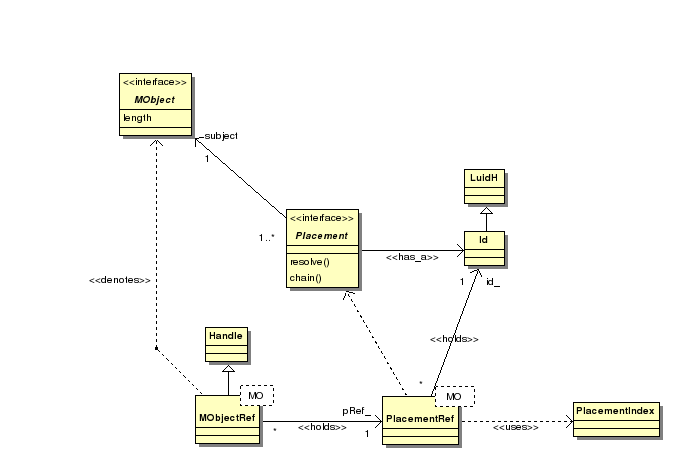 <<interface>>
MObject
length
_subject
1
LuidH
<<interface>>
Placement
1..*
Id
resolve()
chain()
<<has_a>>
<<denotes>>
1
id_
Handle
<<holds>>
*
MO
MO
MObjectRef
pRef_
PlacementRef
PlacementIndex
*
<<holds>>
1
<<uses>>